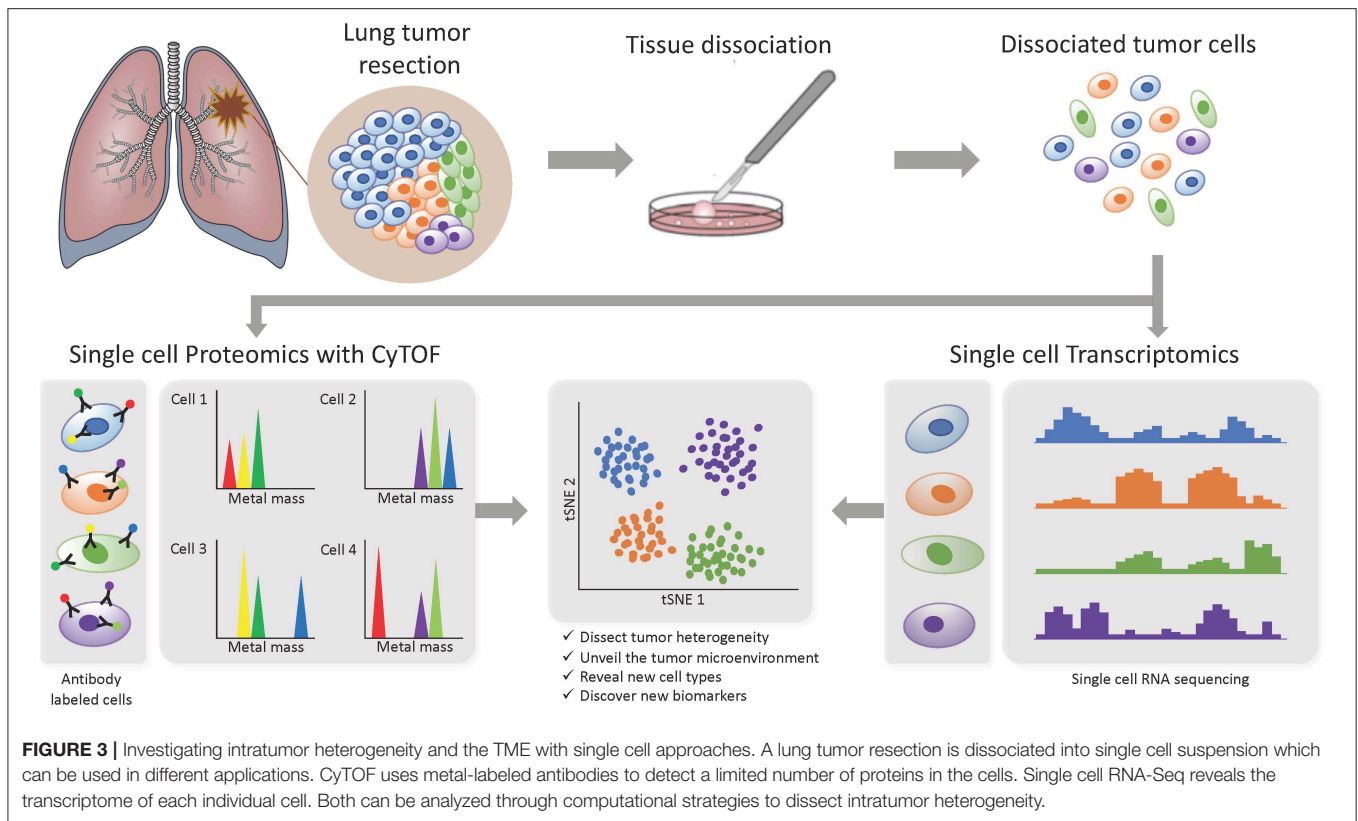 Lung tumor
resection
Tissue dissociation
Dissociated tumor cells
Single cell Proteomics with CyTOF
Single cell Transcriptomics
Cell 1
Metal mass
Cell 2
Metal mass
Cell 3
Metal mass
Cell 4
Metal mass
Antibody
labeled cells
tSNE 2
tSNE 1
✓ Dissect tumor heterogeneity
✓ Unveil the tumor microenvironment
✓ Reveal new cell types
✓ Discover new biomarkers
Single cell RNA sequencing
FIGURE 3 | Investigating intratumor heterogeneity and the TME with single cell approaches. A lung tumor resection is dissociated into single cell suspension which
can be used in different applications. CyTOF uses metal-labeled antibodies to detect a limited number of proteins in the cells. Single cell RNA-Seq reveals the
transcriptome of each individual cell. Both can be analyzed through computational strategies to dissect intratumor heterogeneity.